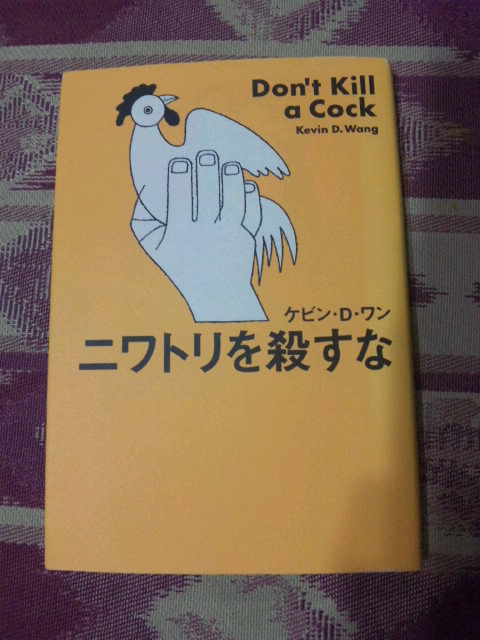 Don't Kill
a Cock
Kevin D. Wang
ケビン・D・ワン
ニワトリを殺すな